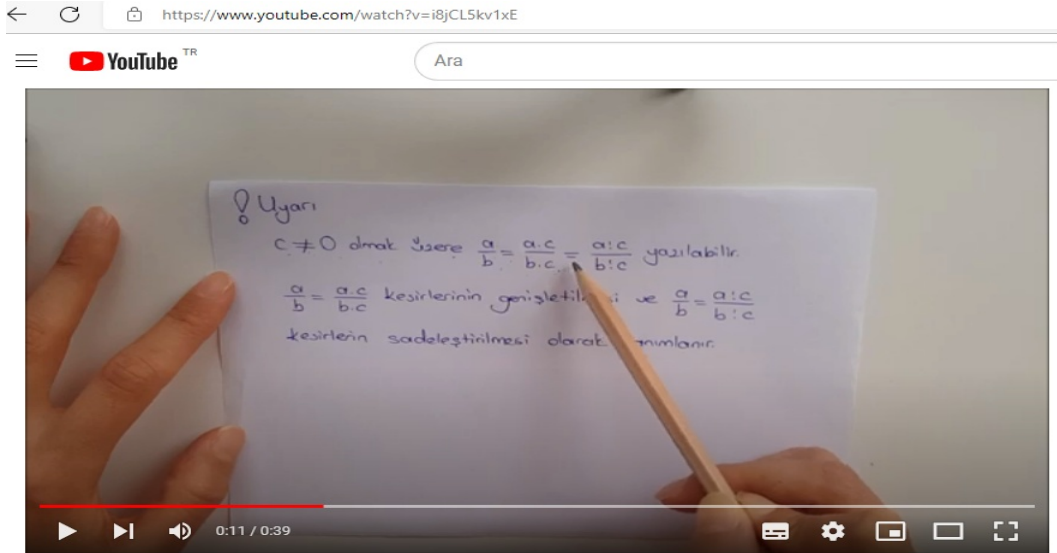 https://www.youtube.com/watch?v=i8jCL5kv1xE
YouTube TR
Ara
! Uyarı
c ≠ 0 olmak üzere a/b = a.c/b.c = a:c/b:c yazılabilir.
a/b = a.c/b.c kesirlerinin ve a/b = a:c/b:c
kesirlerin sadeleştirilmesi olarak
0:11 / 0:39